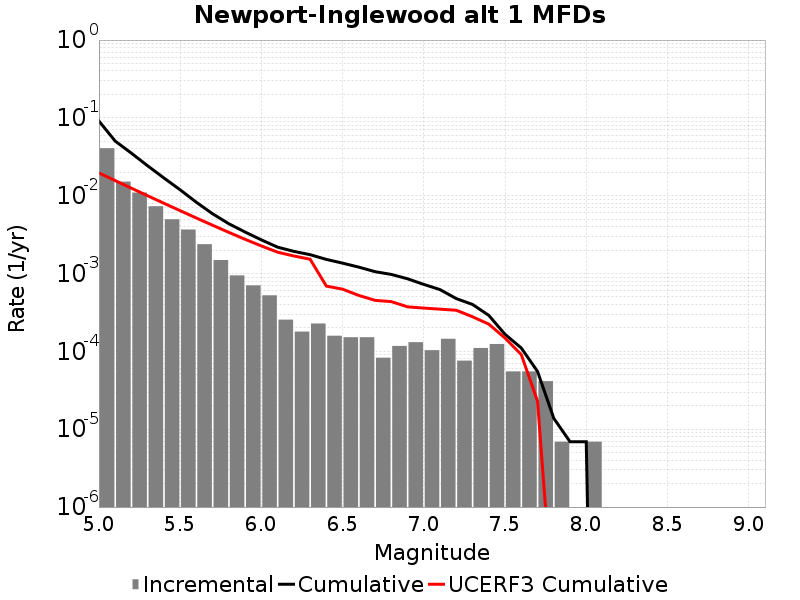 Newport-Inglewood alt 1 MFDs
10^0
10^-1
10^-2
10^-3
10^-4
10^-5
10^-6
Rate (1/yr)
5.0 5.5 6.0 6.5 7.0 7.5 8.0 8.5 9.0
Magnitude
Incremental Cumulative UCERF3 Cumulative